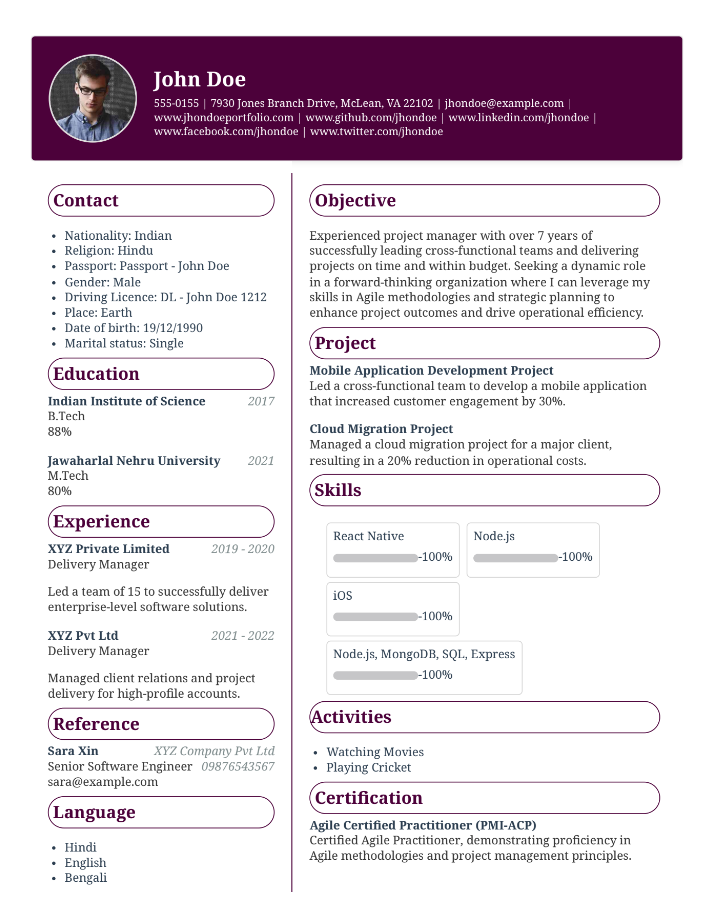 John Doe
555-0155 | 7930 Jones Branch Drive, McLean, VA 22102 | jhondoe@example.com |
www.jhondoeportfolio.com | www.github.com/jhondoe | www.linkedin.com/jhondoe |
www.facebook.com/jhondoe | www.twitter.com/jhondoe
Contact
• Nationality: Indian
• Religion: Hindu
• Passport: Passport - John Doe
• Gender: Male
• Driving Licence: DL - John Doe 1212
• Place: Earth
• Date of birth: 19/12/1990
• Marital status: Single
Education
Indian Institute of Science 2017
B.Tech
88%
Jawaharlal Nehru University 2021
M.Tech
80%
Experience
XYZ Private Limited 2019 - 2020
Delivery Manager
Led a team of 15 to successfully deliver
enterprise-level software solutions.
XYZ Pvt Ltd 2021 - 2022
Delivery Manager
Managed client relations and project
delivery for high-profile accounts.
Reference
Sara Xin XYZ Company Pvt Ltd
Senior Software Engineer 09876543567
sara@example.com
Language
• Hindi
• English
• Bengali
Objective
Experienced project manager with over 7 years of
successfully leading cross-functional teams and delivering
projects on time and within budget. Seeking a dynamic role
in a forward-thinking organization where I can leverage my
skills in Agile methodologies and strategic planning to
enhance project outcomes and drive operational efficiency.
Project
Mobile Application Development Project
Led a cross-functional team to develop a mobile application
that increased customer engagement by 30%.
Cloud Migration Project
Managed a cloud migration project for a major client,
resulting in a 20% reduction in operational costs.
Skills
React Native
-100%
Node.js
-100%
iOS
-100%
Node.js, MongoDB, SQL, Express
-100%
Activities
• Watching Movies
• Playing Cricket
Certification
Agile Certified Practitioner (PMI-ACP)
Certified Agile Practitioner, demonstrating proficiency in
Agile methodologies and project management principles.